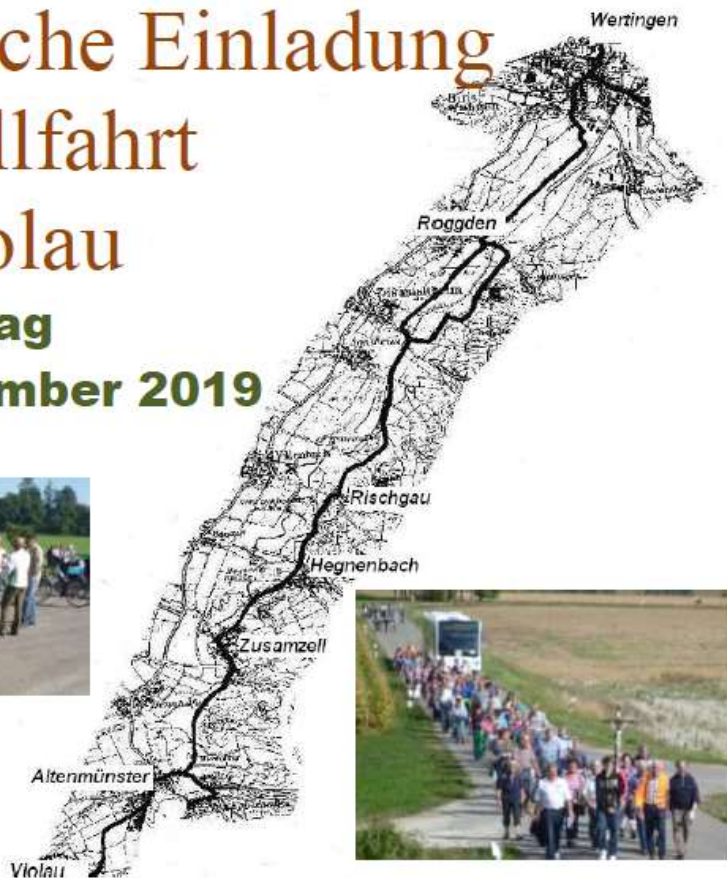 che Einladung
llfahrt
olau
ag
mber 2019
Wertingen
Roggden
Rischgau
Hegnenbach
Zusamzell
Altenmünster
Violau